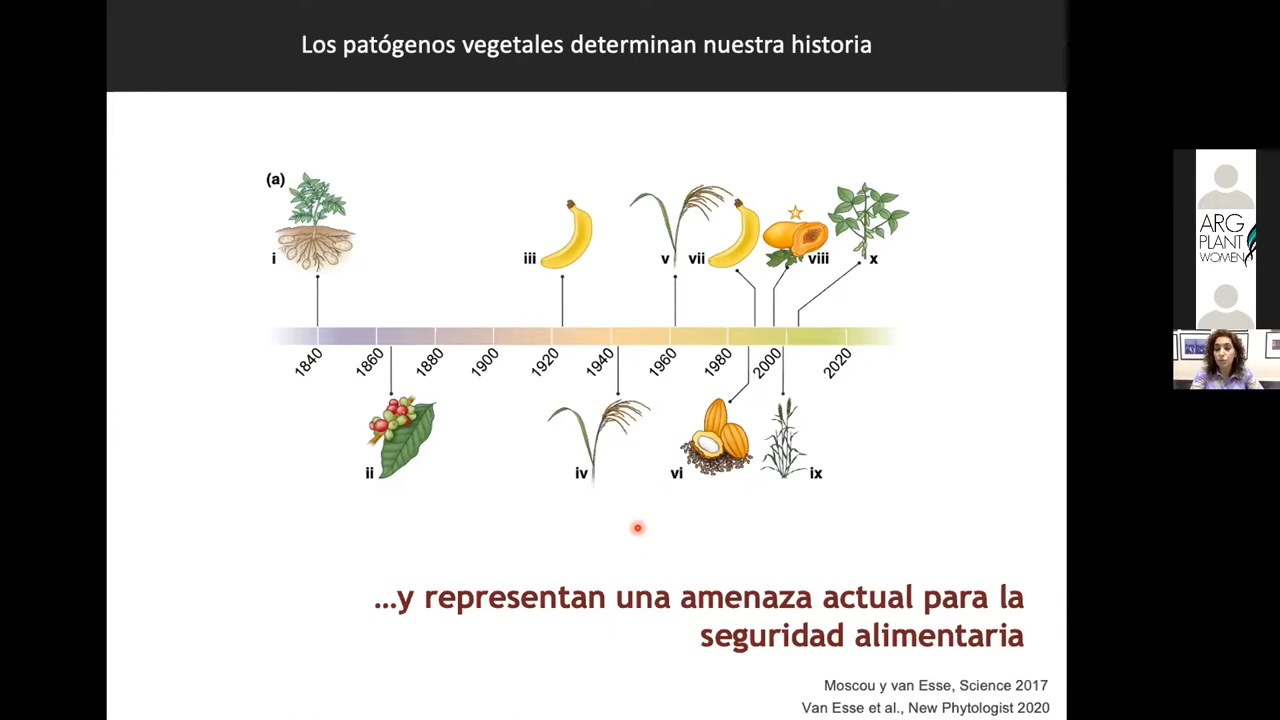 Los patógenos vegetales determinan nuestra historia
(a)
i
iii
v
vii
viii
x
1840
1860
1880
1900
1920
1940
1960
1980
2000
2020
ii
iv
vi
ix
...y representan una amenaza actual para la
seguridad alimentaria
Moscou y van Esse, Science 2017
Van Esse et al., New Phytologist 2020
ARG
PLANT
WOMEN